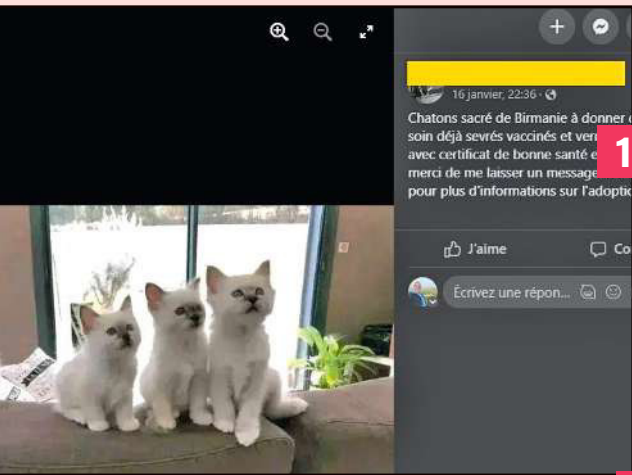 16 janvier, 22:36 ·
Chatons sacré de Birmanie à donner
soin déjà sevrés vaccinés et
avec certificat de bonne santé
1
merci de me laisser un message
pour plus d'informations sur l'adoptio
J'aime
Co
Écrivez une répon...